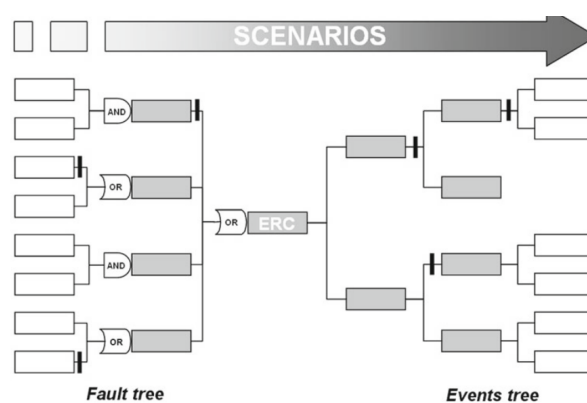 SCENARIOS
AND
OR
OR
ERC
AND
OR
Fault tree
Events tree